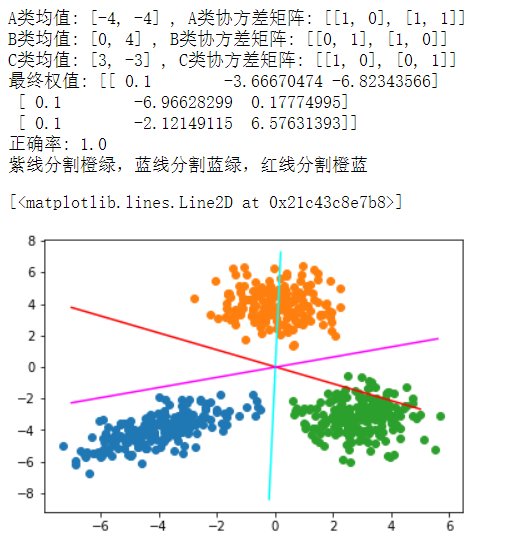 A类均值: [-4, -4] , A类协方差矩阵: [[1, 0], [1, 1]]
B类均值: [0, 4] , B类协方差矩阵: [[0, 1], [1, 0]]
C类均值: [3, -3] , C类协方差矩阵: [[1, 0], [0, 1]]
最终权值: [[ 0.1 -3.66670474 -6.82343566]
[ 0.1 -6.96628299 0.17774995]
[ 0.1 -2.12149115 6.57631393]]
正确率: 1.0
紫线分割橙绿，蓝线分割蓝绿，红线分割橙蓝
[<matplotlib.lines.Line2D at 0x21c43c8e7b8>]
8
6
4
2
0
−2
−4
−6
−8
−6 −4 −2 0 2 4 6